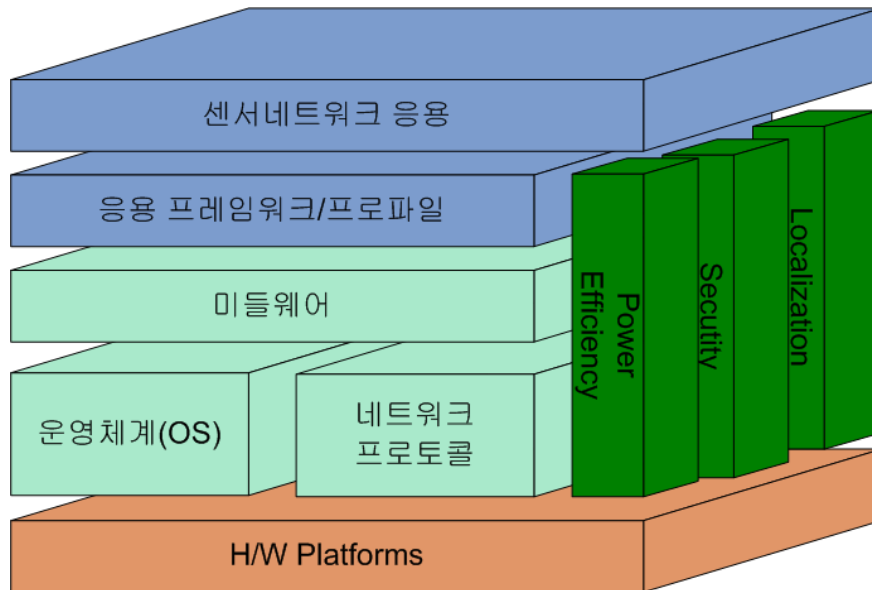 센서네트워크 응용
응용 프레임워크/프로파일
미들웨어
운영체계(OS)
네트워크
프로토콜
Power
Efficiency
Secutity
Localization
H/W Platforms